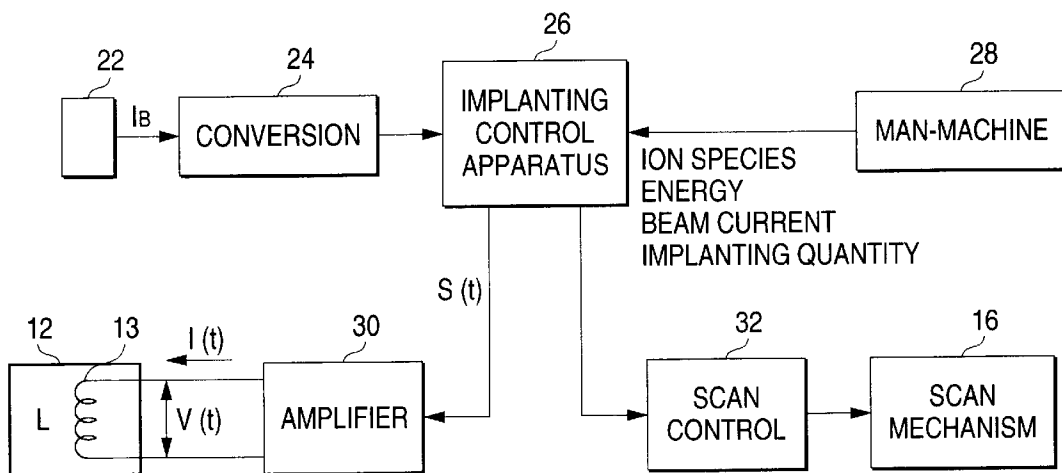 26
22
24
28
IB
CONVERSION
IMPLANTING
CONTROL
APPARATUS
MAN-MACHINE
ION SPECIES
ENERGY
BEAM CURRENT
IMPLANTING QUANTITY
S (t)
12
13
I (t)
30
32
16
L
V (t)
AMPLIFIER
SCAN
CONTROL
SCAN
MECHANISM